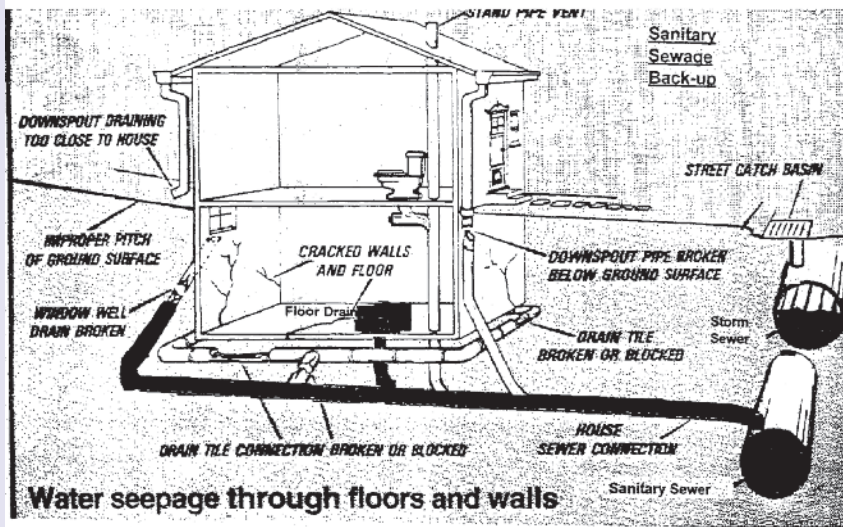 STAND PIPE VENT
Sanitary
Sewage
Back-up
DOWNSPOUT DRAINING
TOO CLOSE TO HOUSE
STREET CATCH BASIN
IMPROPER PITCH
OF GROUND SURFACE
CRACKED WALLS
AND FLOOR
DOWNSPOUT PIPE BROKEN
BELOW GROUND SURFACE
WINDOW WELL
DRAIN BROKEN
Floor Drain
DRAIN TILE
BROKEN OR BLOCKED
Storm
Sewer
DRAIN TILE CONNECTION BROKEN OR BLOCKED
HOUSE
SEWER CONNECTION
Sanitary Sewer
Water seepage through floors and walls